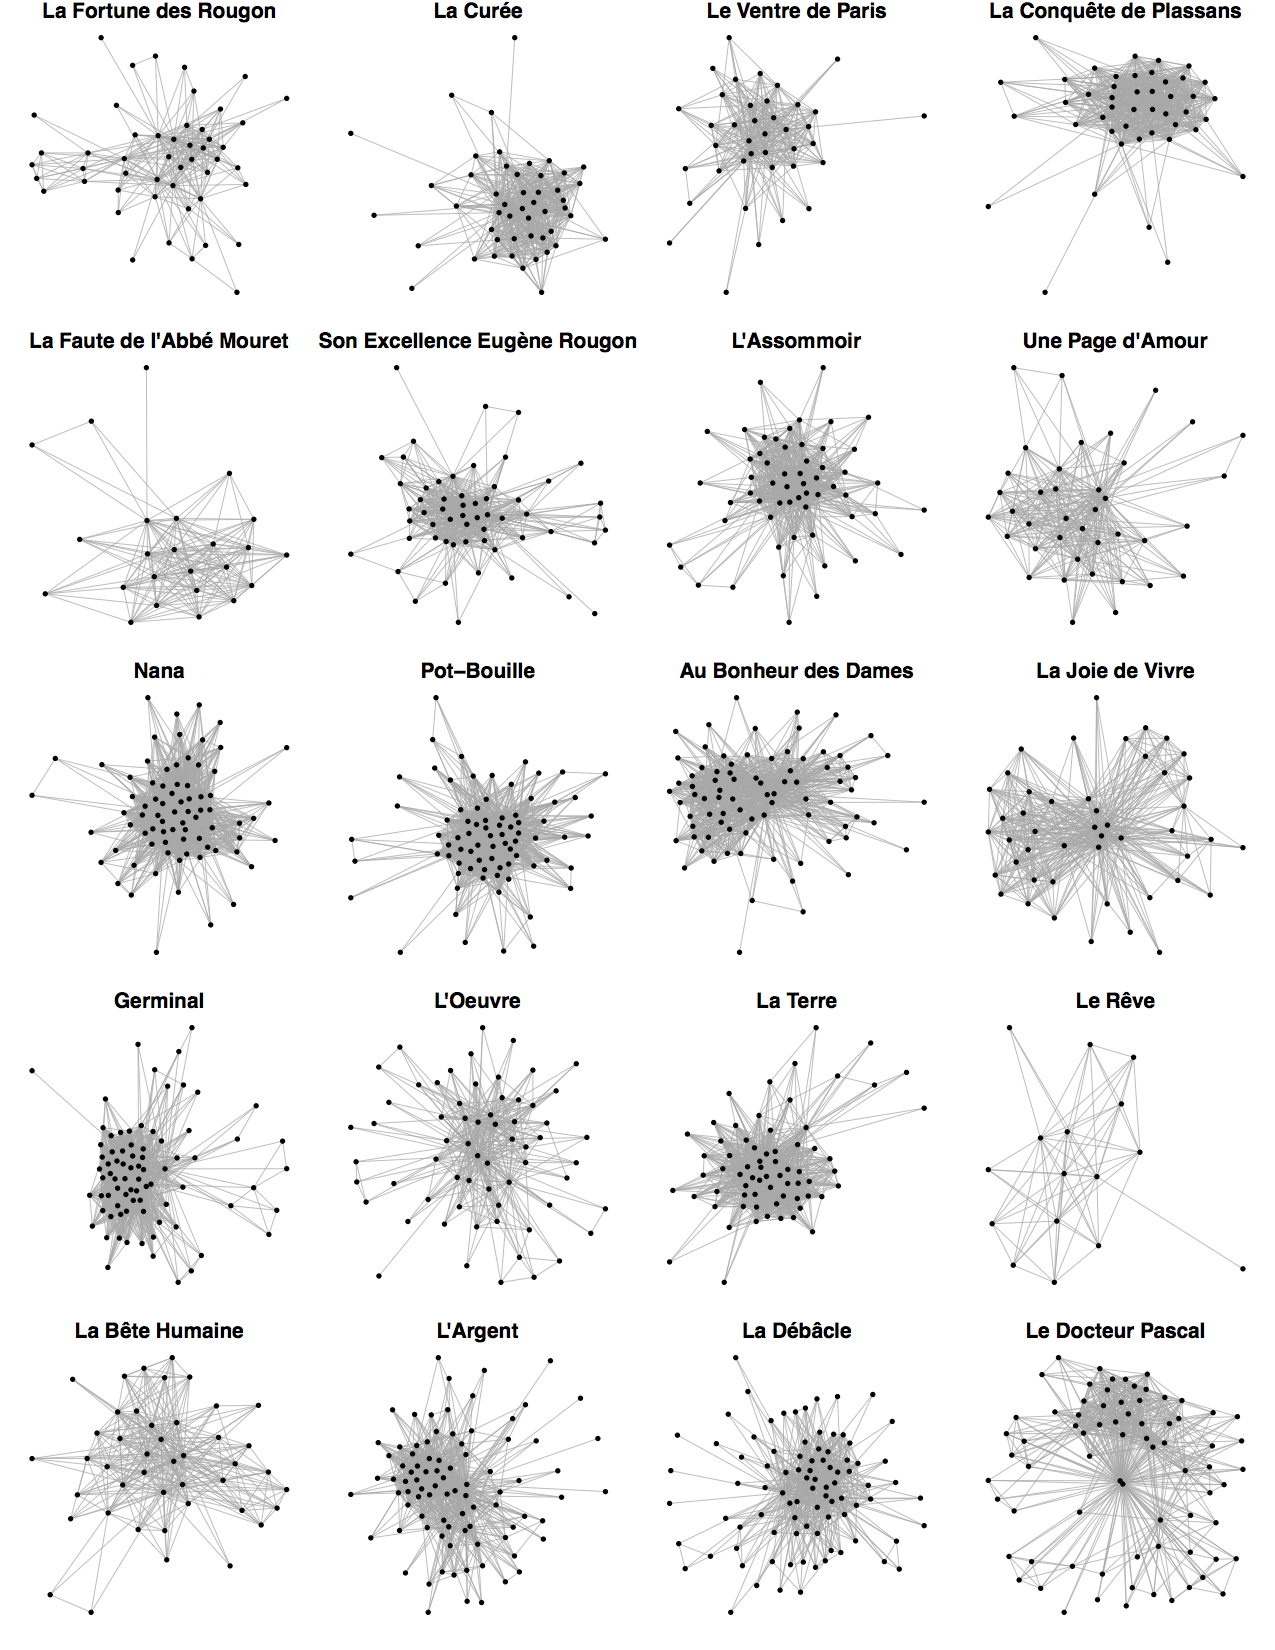 La Fortune des Rougon
La Curée
Le Ventre de Paris
La Conquête de Plassans
La Faute de l'Abbé Mouret
Son Excellence Eugène Rougon
L'Assommoir
Une Page d'Amour
Nana
Pot−Bouille
Au Bonheur des Dames
La Joie de Vivre
Germinal
L'Oeuvre
La Terre
Le Rêve
La Bête Humaine
L'Argent
La Débâcle
Le Docteur Pascal